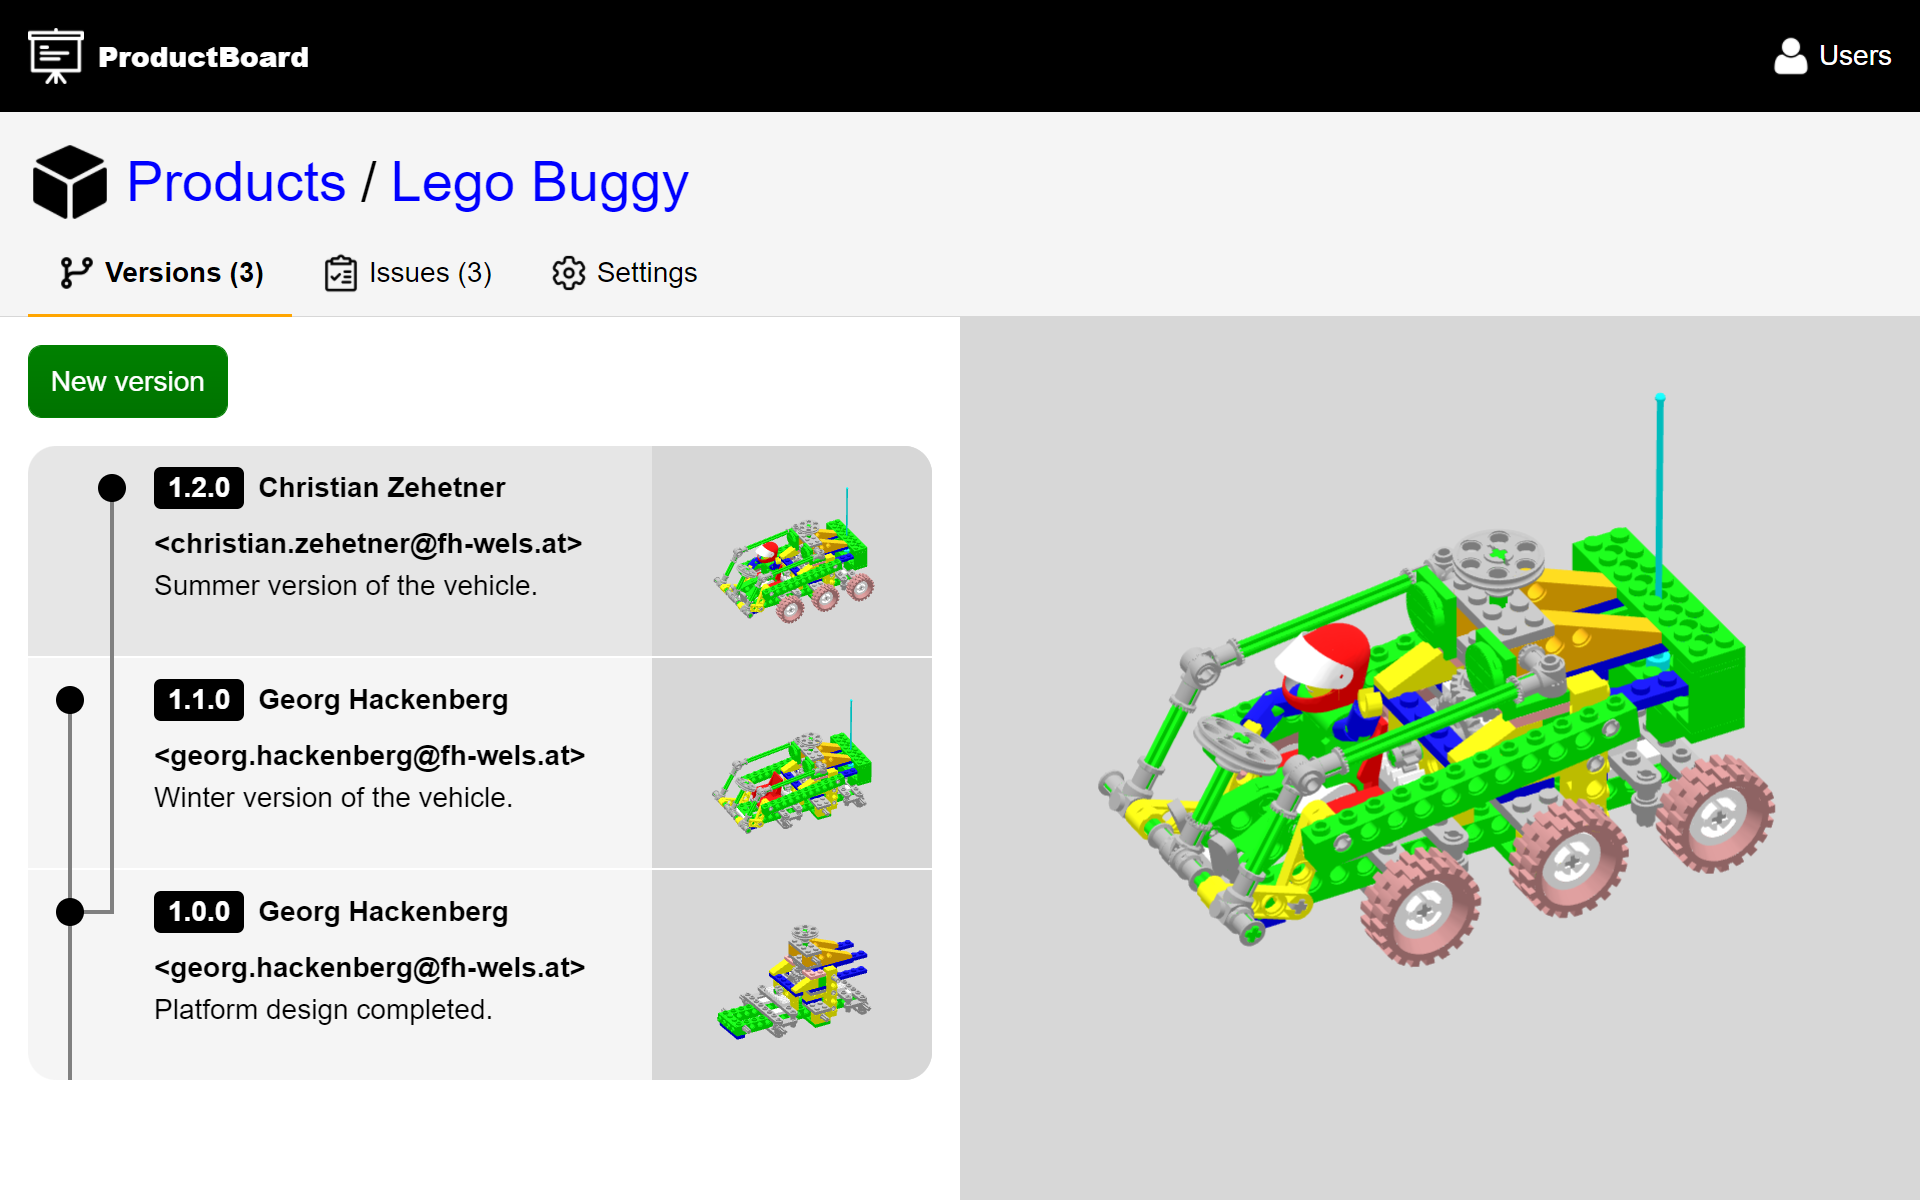 ProductBoard
Users
Products / Lego Buggy
Versions (3)
Issues (3)
Settings
New version
1.2.0 Christian Zehetner
<christian.zehetner@fh-wels.at>
Summer version of the vehicle.
1.1.0 Georg Hackenberg
<georg.hackenberg@fh-wels.at>
Winter version of the vehicle.
1.0.0 Georg Hackenberg
<georg.hackenberg@fh-wels.at>
Platform design completed.